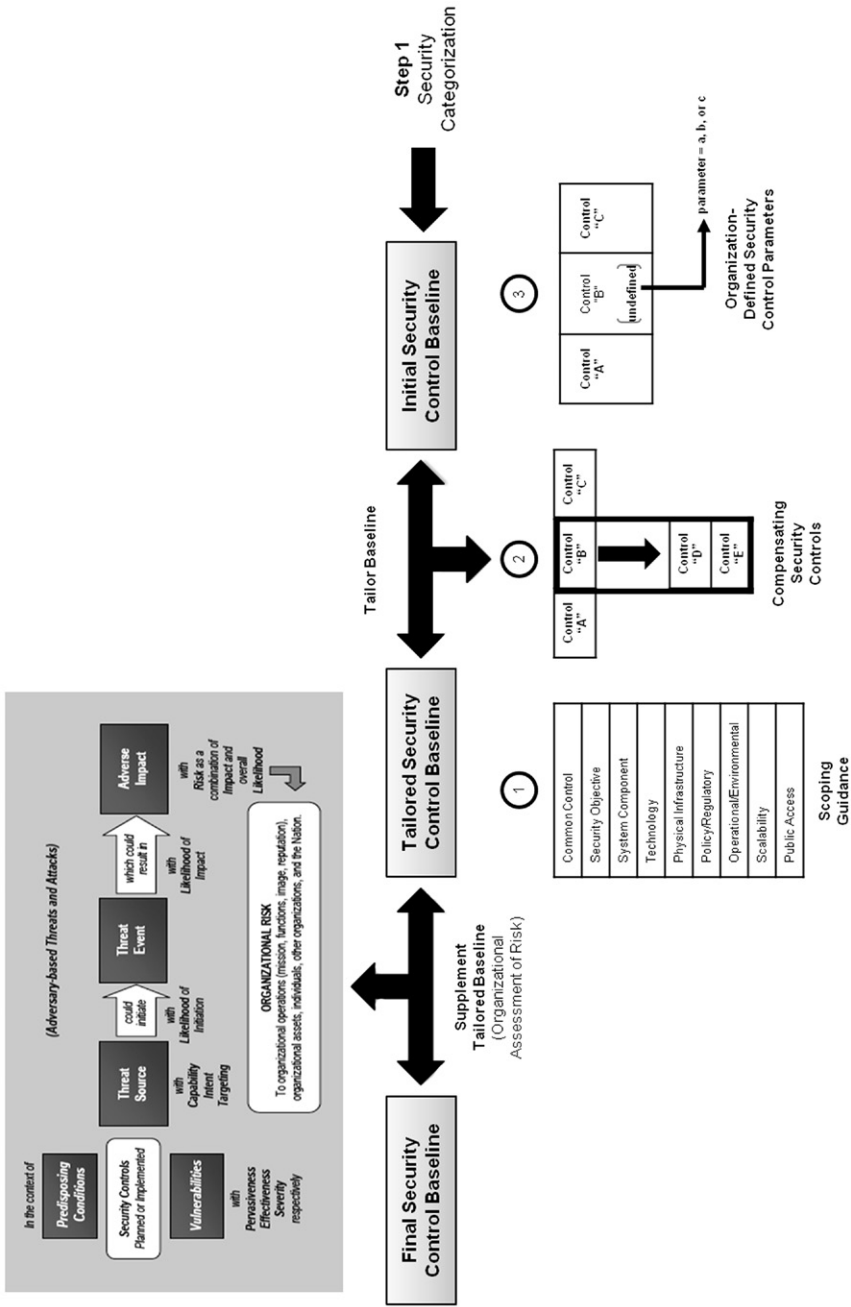 In the context of
Predisposing
Conditions
Security Controls
Planned or Implemented
Vulnerabilities
with
Pervasiveness
Effectiveness
Severity
respectively
(Adversary-based Threats and Attacks)
Threat
Source
with
Capability
Intent
Targeting
could
initiate
with
Likelihood of
Initiation
Threat
Event
which could
result in
with
Likelihood of
Impact
Adverse
Impact
with
Risk as a
combination of
Impact and
overall
Likelihood
ORGANIZATIONAL RISK
To organizational operations (mission, functions, image, reputation),
organizational assets, individuals, other organizations, and the Nation.
Final Security
Control Baseline
Supplement
Tailored Baseline
(Organizational
Assessment of Risk)
Tailored Security
Control Baseline
Tailor Baseline
Initial Security
Control Baseline
Step 1
Security
Categorization
1
Common Control
Security Objective
System Component
Technology
Physical Infrastructure
Policy/Regulatory
Operational/Environmental
Scalability
Public Access
Scoping
Guidance
2
Control
“A”
Control
“B”
Control
“C”
Control
“D”
Control
“E”
Compensating
Security
Controls
3
Control
“A”
Control
“B”
{undefined}
Control
“C”
parameter = a, b, or c
Organization-
Defined Security
Control Parameters